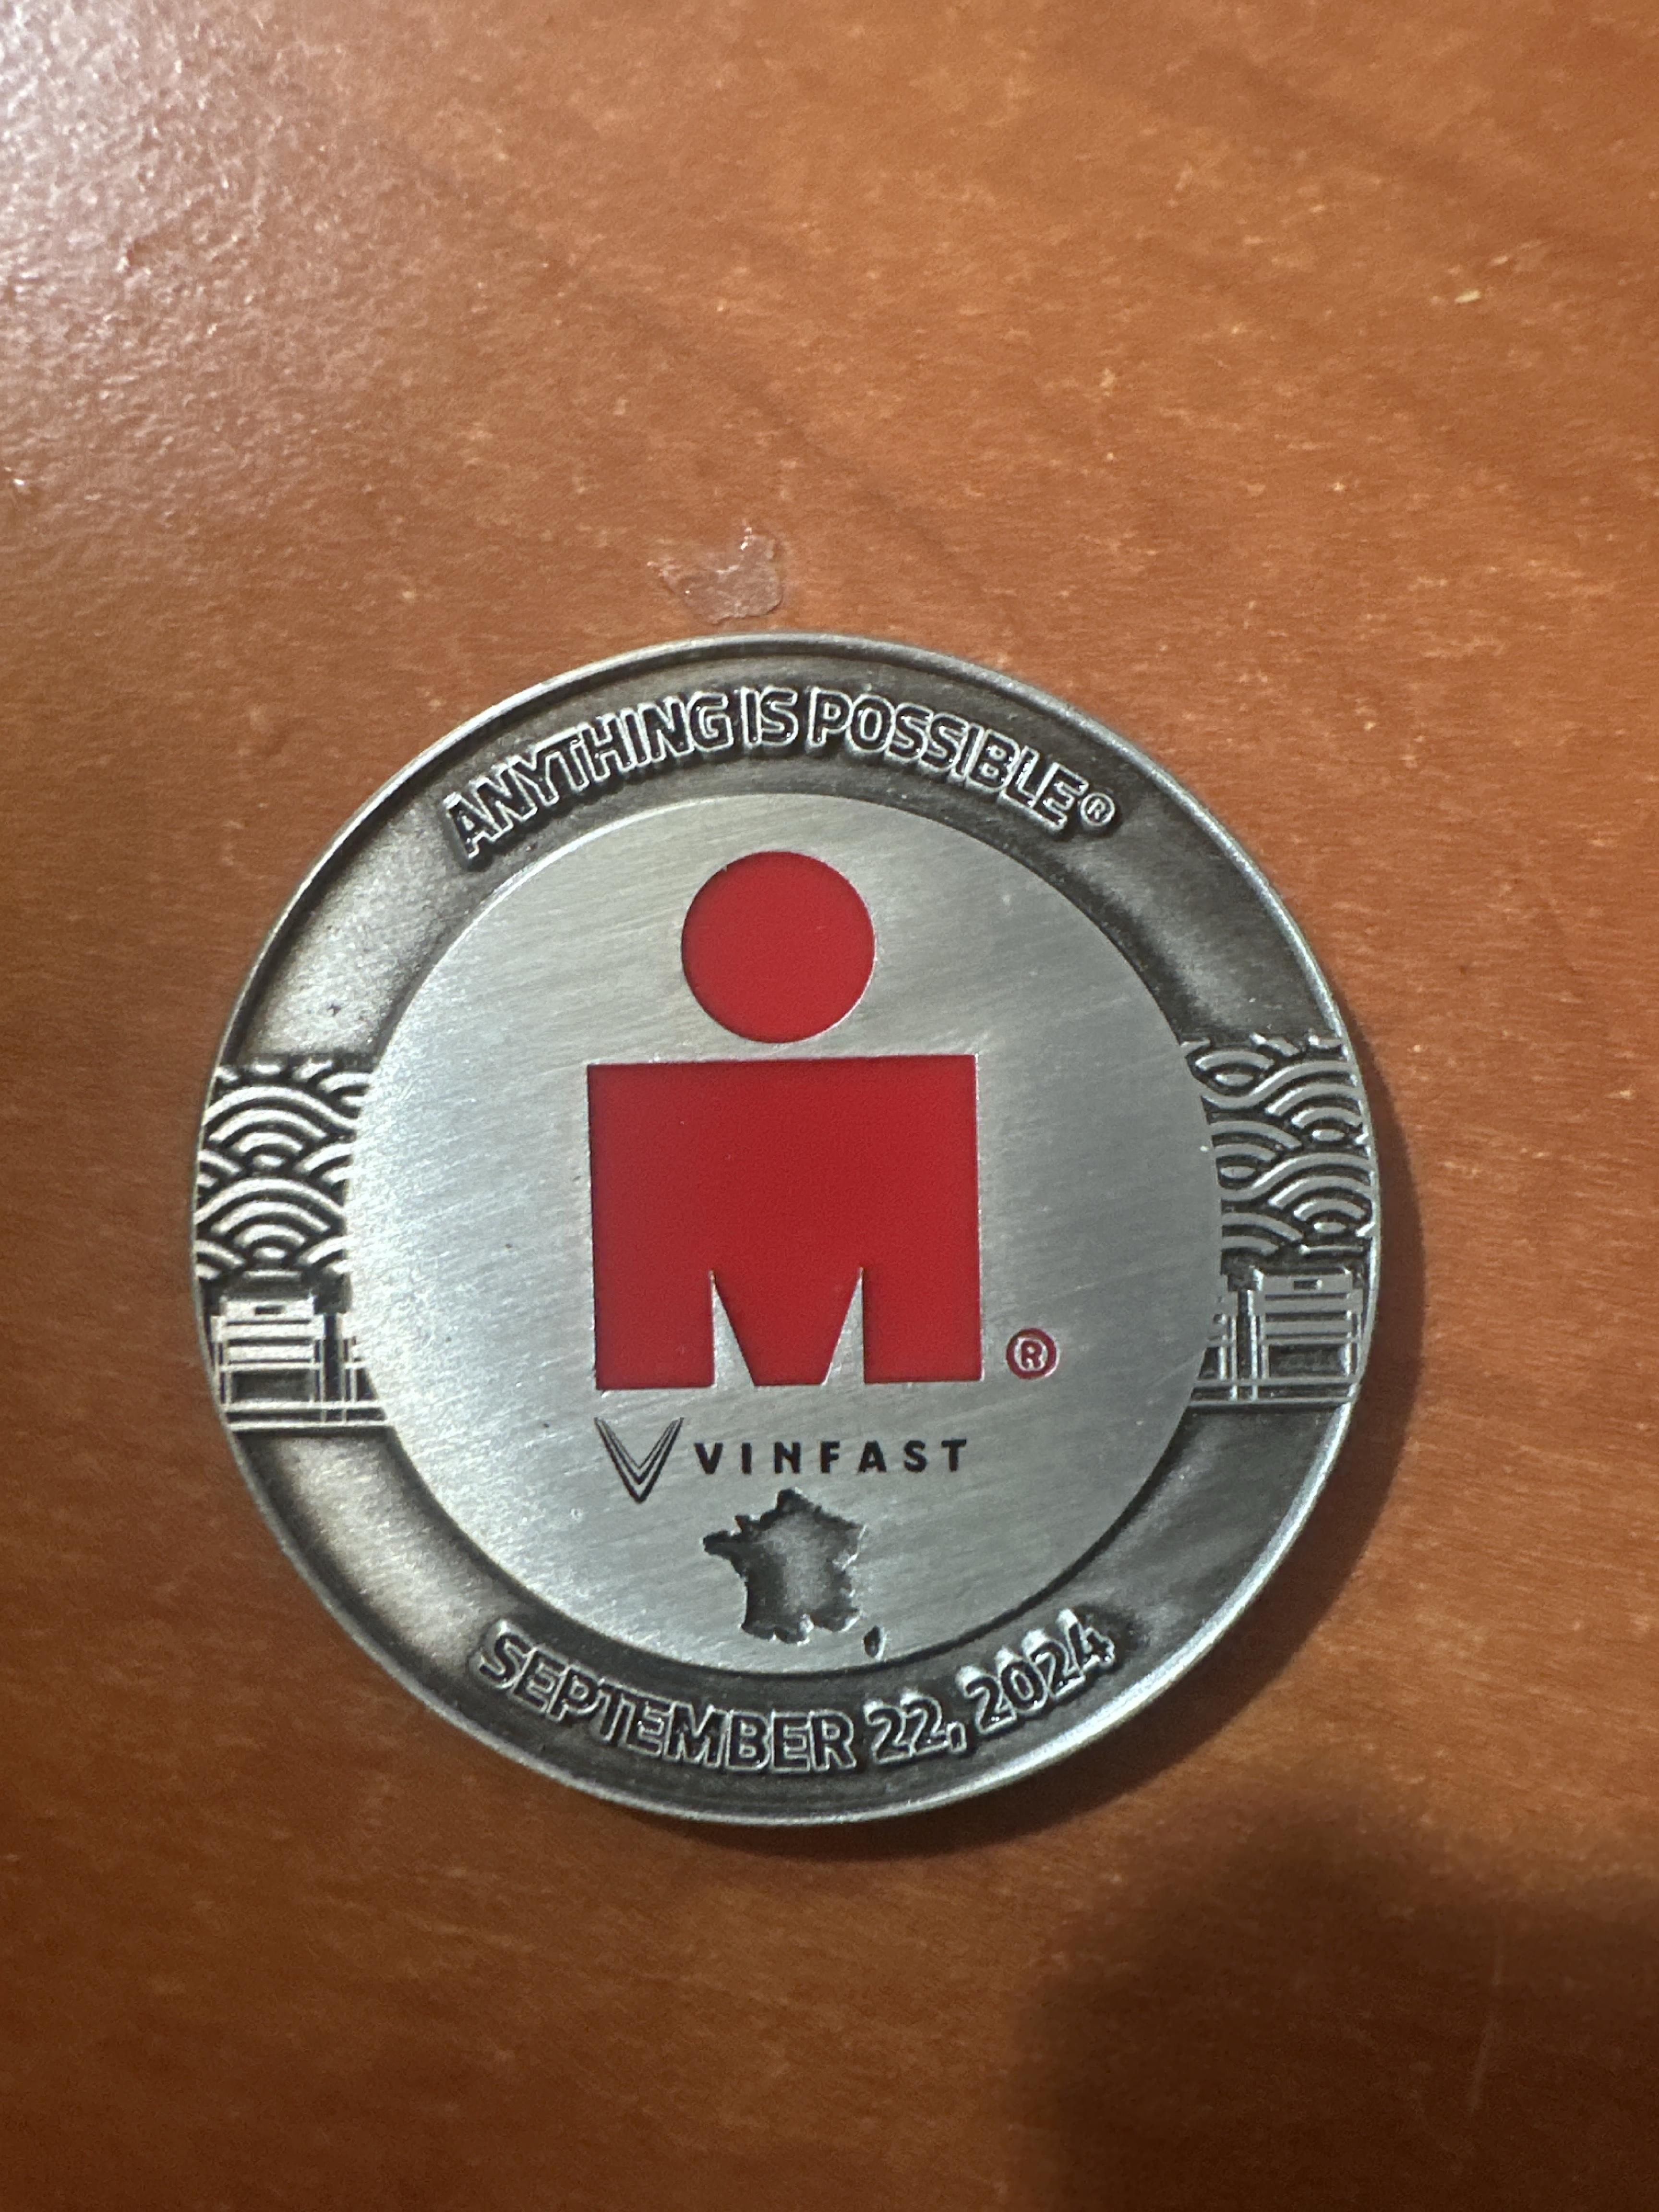 ANYTHING IS POSSIBLE®
M®
VINFAST
SEPTEMBER 22, 2024